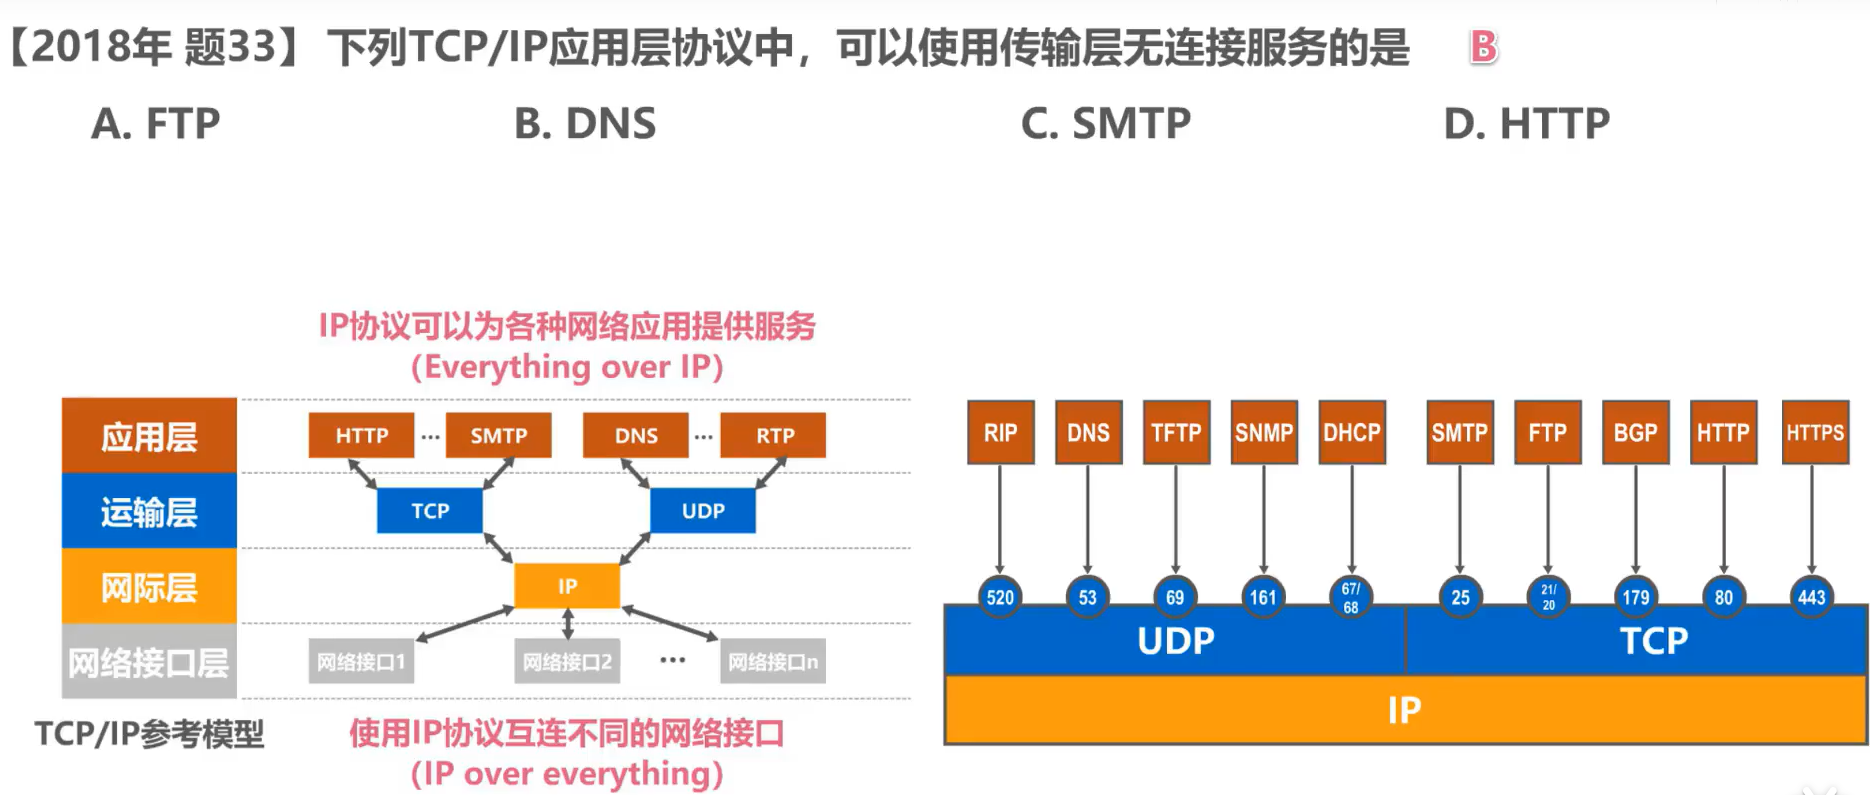 【2018年 题33】 下列TCP/IP应用层协议中，可以使用传输层无连接服务的是 B
A. FTP B. DNS C. SMTP D. HTTP
IP协议可以为各种网络应用提供服务
（Everything over IP）
应用层 HTTP … SMTP DNS … RTP
运输层 TCP UDP
网际层 IP
网络接口层 网络接口1 网络接口2 … 网络接口n
TCP/IP参考模型
使用IP协议互连不同的网络接口
（IP over everything）
RIP DNS TFTP SNMP DHCP SMTP FTP BGP HTTP HTTPS
520 53 69 161 67/68 25 21/20 179 80 443
UDP TCP
IP